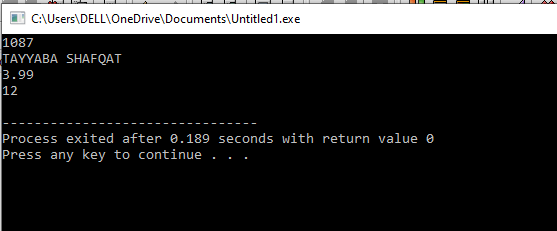 C:\Users\DELL\OneDrive\Documents\Untitled1.exe
1087
TAYYABA SHAFQAT
3.99
12
--------------------------------
Process exited after 0.189 seconds with return value 0
Press any key to continue . . .